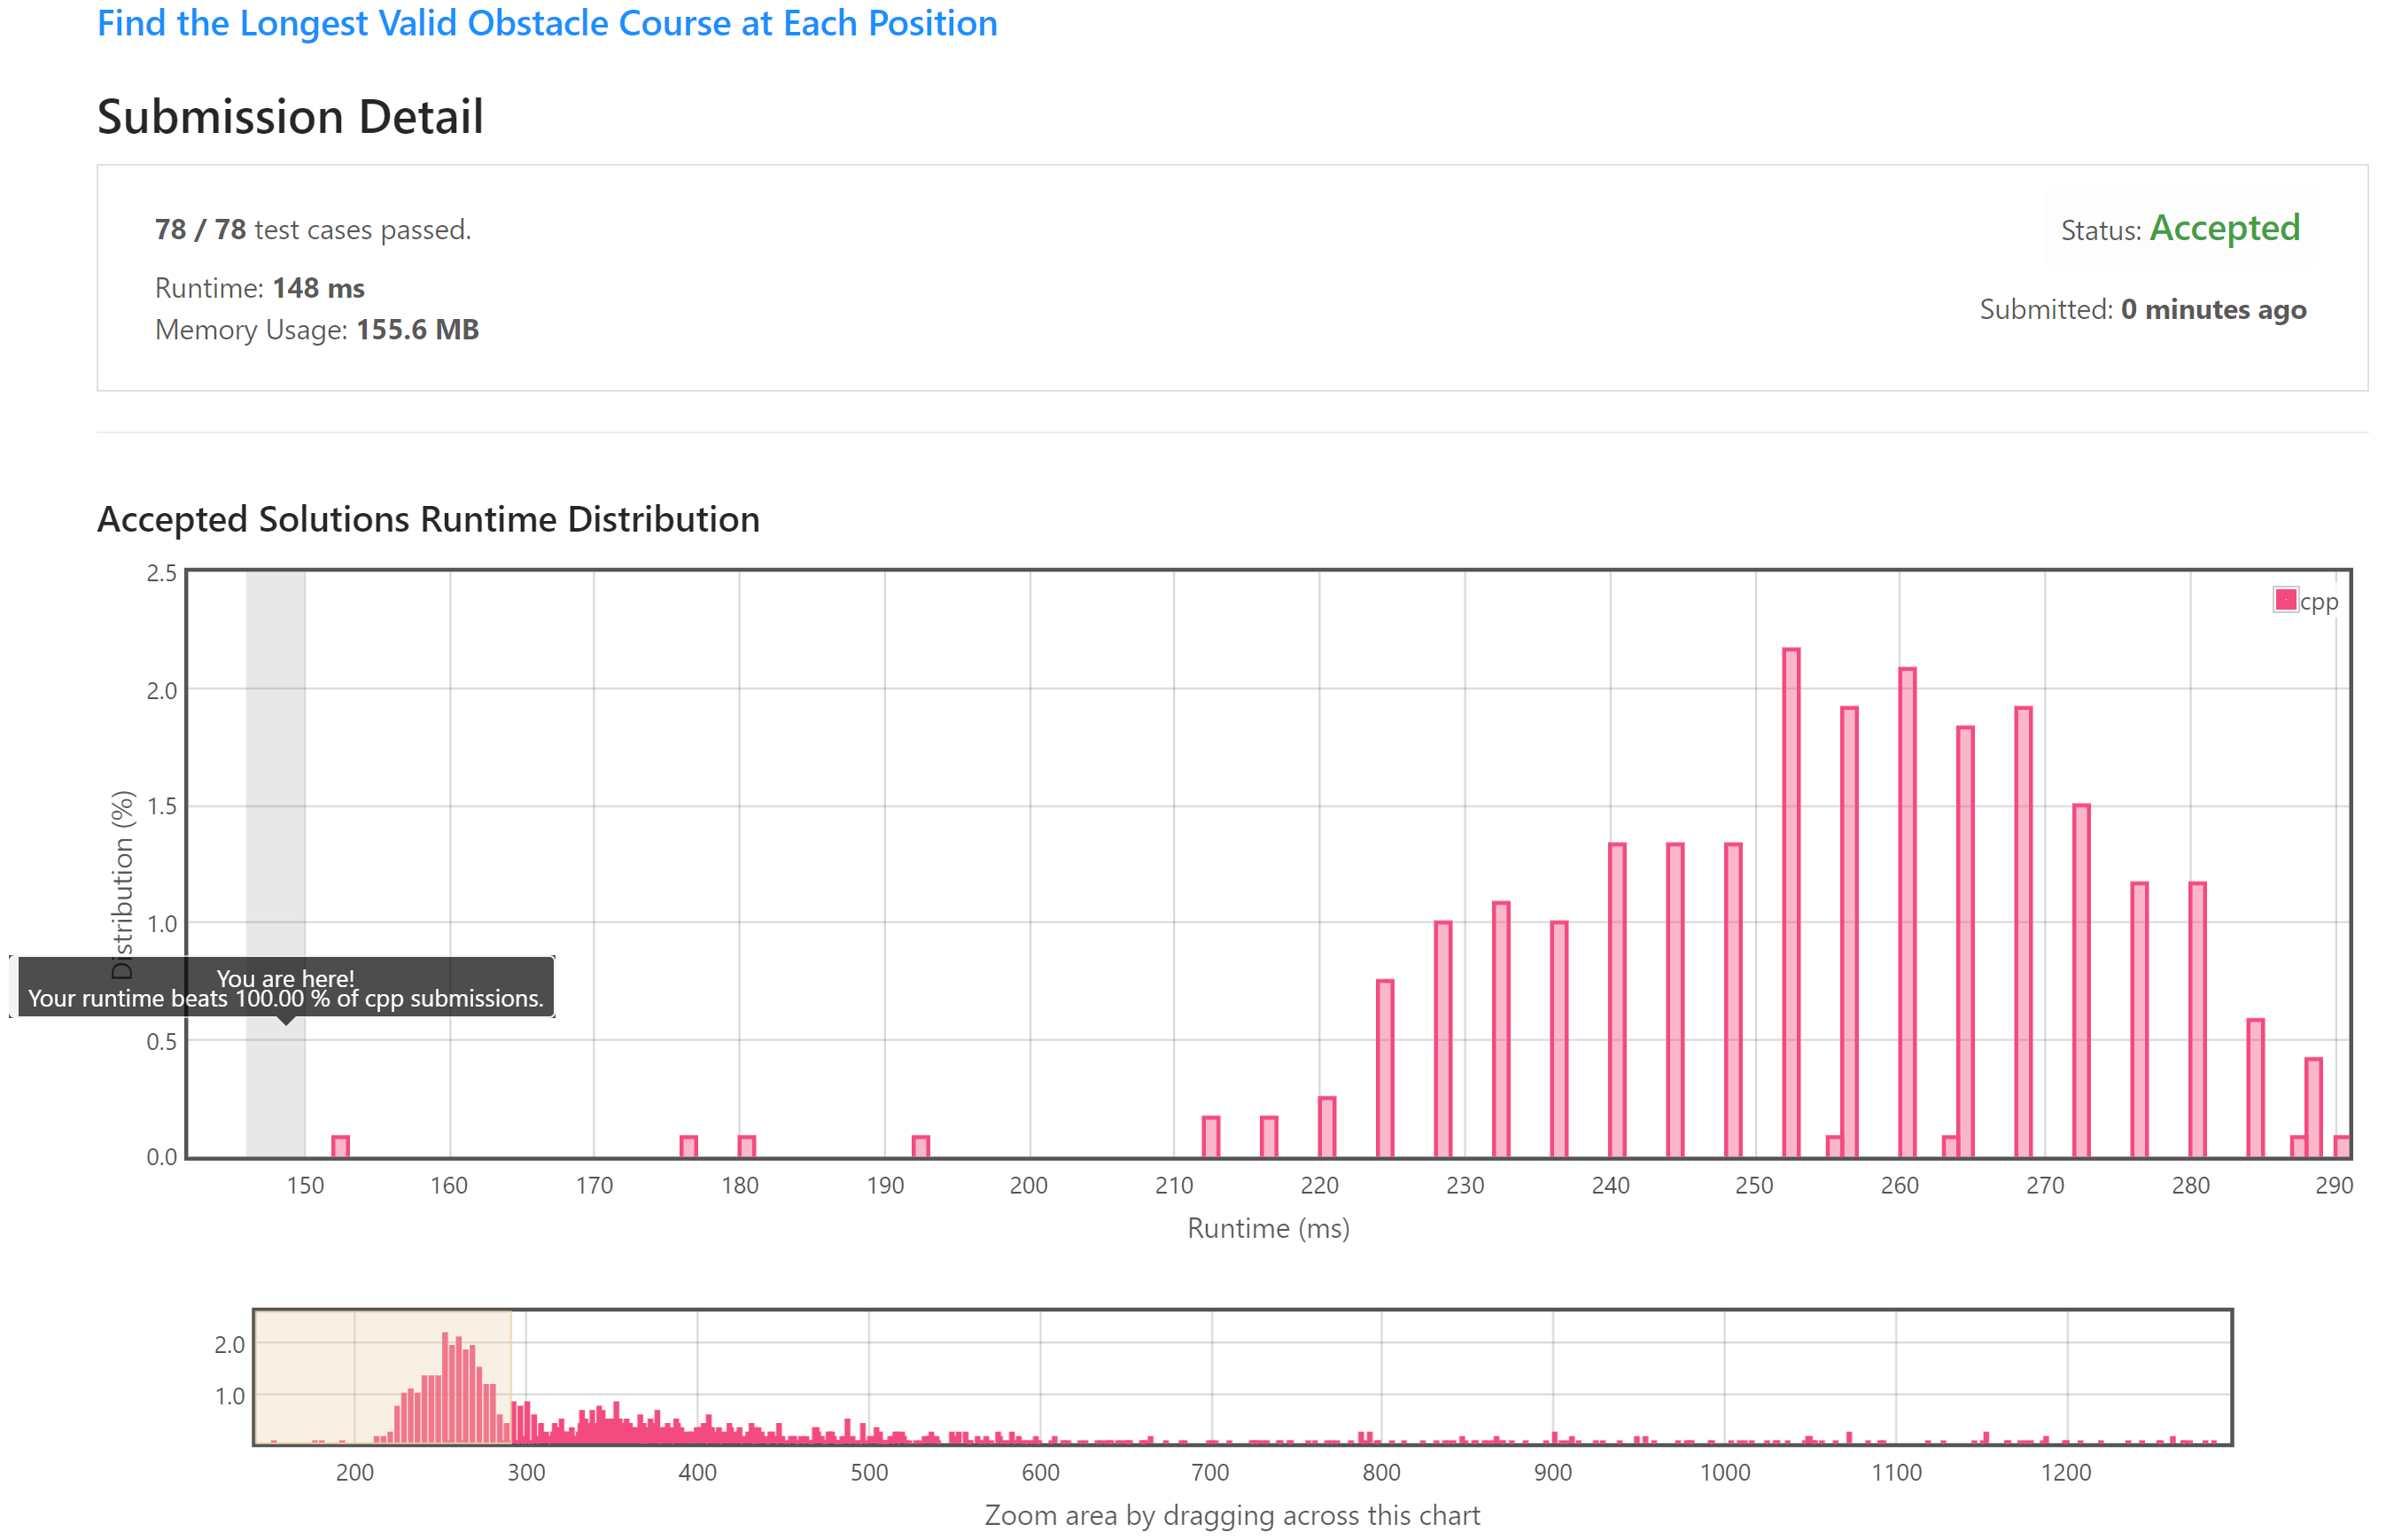 Find the Longest Valid Obstacle Course at Each Position
Submission Detail
78 / 78 test cases passed.
Status: Accepted
Runtime: 148 ms
Submitted: 0 minutes ago
Memory Usage: 155.6 MB
Accepted Solutions Runtime Distribution
2.5
2.0
1.5
1.0
0.5
0.0
Distribution (%)
cpp
You are here!
Your runtime beats 100.00 % of cpp submissions.
150 160 170 180 190 200 210 220 230 240 250 260 270 280 290
Runtime (ms)
2.0
1.0
200 300 400 500 600 700 800 900 1000 1100 1200
Zoom area by dragging across this chart